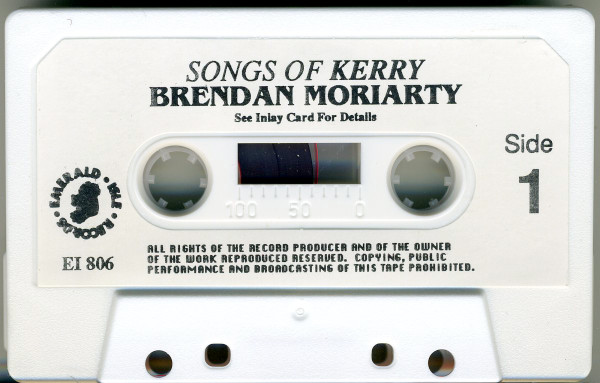 SONGS OF KERRY
BRENDAN MORIARTY
See Inlay Card For Details
Side
1
100 50 0
EMERALD • ISLE • RECORDS •
EI 806
ALL RIGHTS OF THE RECORD PRODUCER AND OF THE OWNER
OF THE WORK REPRODUCED RESERVED. COPYING, PUBLIC
PERFORMANCE AND BROADCASTING OF THIS TAPE PROHIBITED.